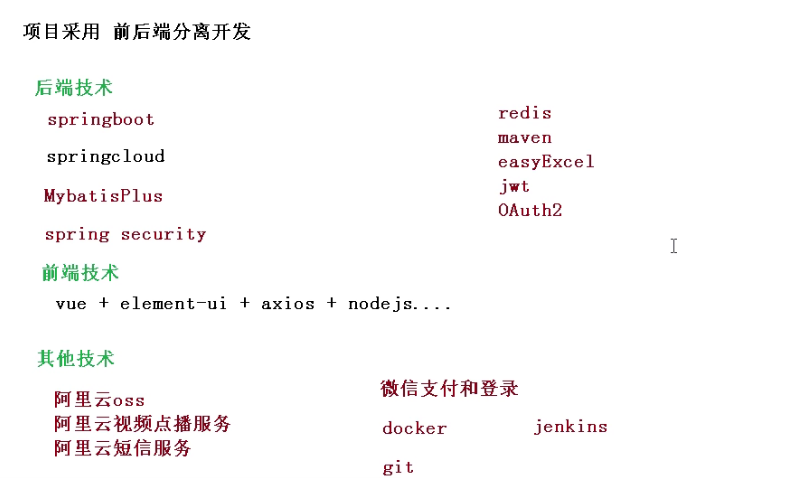 项目采用 前后端分离开发
后端技术
springboot
springcloud
MybatisPlus
spring security
redis
maven
easyExcel
jwt
OAuth2
前端技术
vue + element-ui + axios + nodejs....
其他技术
阿里云oss
阿里云视频点播服务
阿里云短信服务
微信支付和登录
docker
jenkins
git